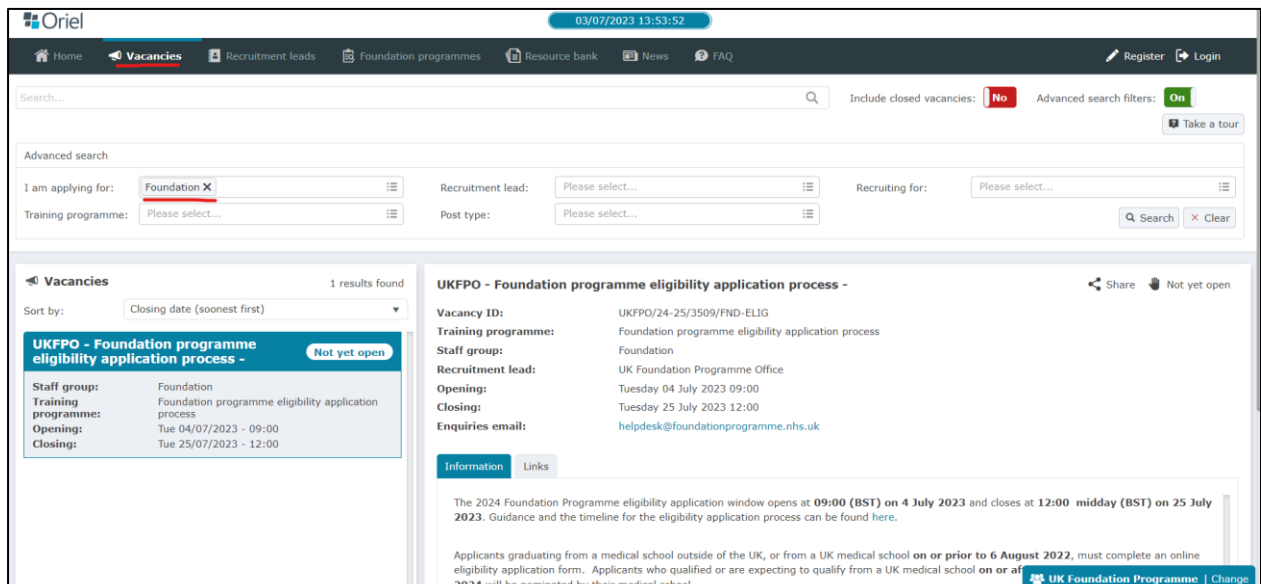 Oriel
03/07/2023 13:53:52
Home Vacancies Recruitment leads Foundation programmes Resource bank News FAQ Register Login
Search... Include closed vacancies: No Advanced search filters: On
Take a tour
Advanced search
I am applying for: Foundation X Recruitment lead: Please select... Recruiting for: Please select...
Training programme: Please select... Post type: Please select... Search × Clear
Vacancies 1 results found
Sort by: Closing date (soonest first)
UKFPO - Foundation programme
eligibility application process - Not yet open
Staff group: Foundation
Training Foundation programme eligibility application
programme: process
Opening: Tue 04/07/2023 - 09:00
Closing: Tue 25/07/2023 - 12:00
UKFPO - Foundation programme eligibility application process - Share Not yet open
Vacancy ID: UKFPO/24-25/3509/FND-ELIG
Training programme: Foundation programme eligibility application process
Staff group: Foundation
Recruitment lead: UK Foundation Programme Office
Opening: Tuesday 04 July 2023 09:00
Closing: Tuesday 25 July 2023 12:00
Enquiries email: helpdesk@foundationprogramme.nhs.uk
Information Links
The 2024 Foundation Programme eligibility application window opens at 09:00 (BST) on 4 July 2023 and closes at 12:00 midday (BST) on 25 July
2023. Guidance and the timeline for the eligibility application process can be found here.
Applicants graduating from a medical school outside of the UK, or from a UK medical school on or prior to 6 August 2022, must complete an online
eligibility application form. Applicants who qualified or are expecting to qualify from a UK medical school on or
2024 will be nominated by their medical school
UK Foundation Programme | Change